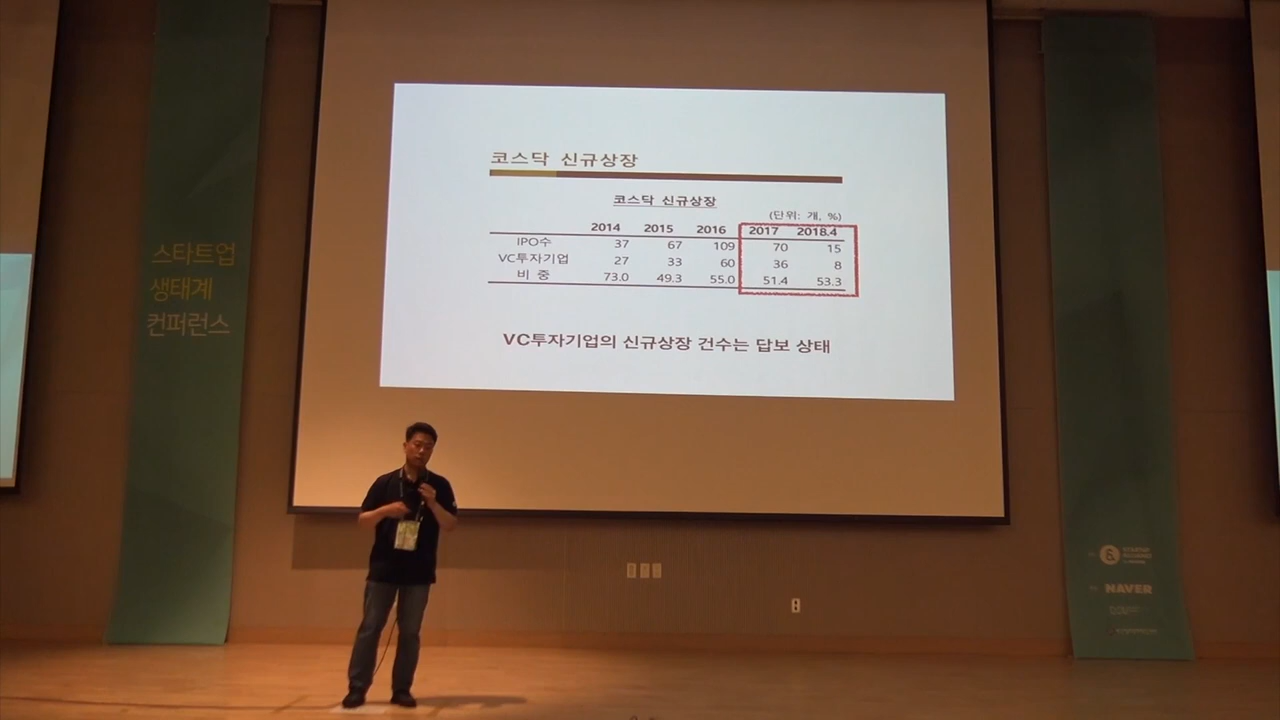 코스닥 신규상장
코스닥 신규상장
(단위: 개, %)
2014 2015 2016 2017 2018.4
IPO수 37 67 109 70 15
VC투자기업 27 33 60 36 8
비 중 73.0 49.3 55.0 51.4 53.3
VC투자기업의 신규상장 건수는 답보 상태
스타트업
생태계
컨퍼런스
STARTUP
ALLIANCE
NAVER